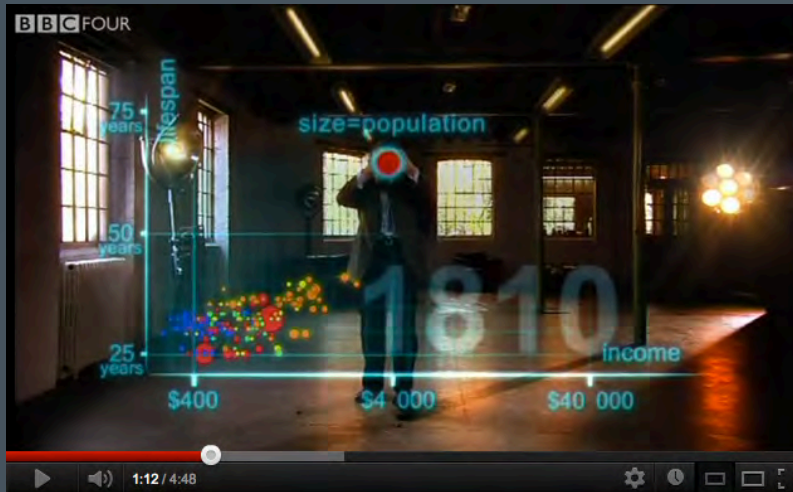 BBC FOUR
lifespan
75
years
size=population
50
years
1810
25
years
income
$400
$4 000
$40 000
1:12 / 4:48